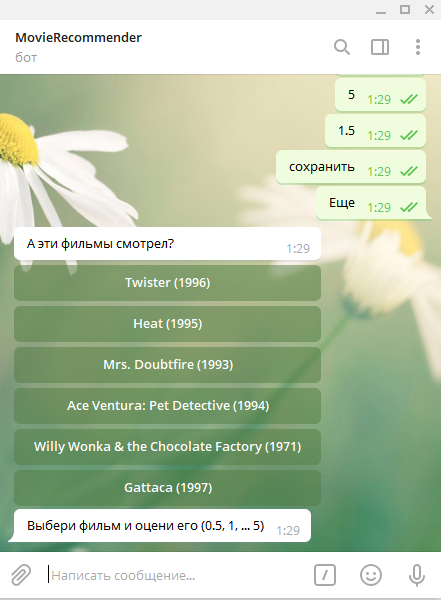 MovieRecommender
бот
5 1:29
1.5 1:29
сохранить 1:29
Еще 1:29
А эти фильмы смотрел? 1:29
Twister (1996)
Heat (1995)
Mrs. Doubtfire (1993)
Ace Ventura: Pet Detective (1994)
Willy Wonka & the Chocolate Factory (1971)
Gattaca (1997)
Выбери фильм и оцени его (0.5, 1, ... 5) 1:29
Написать сообщение...